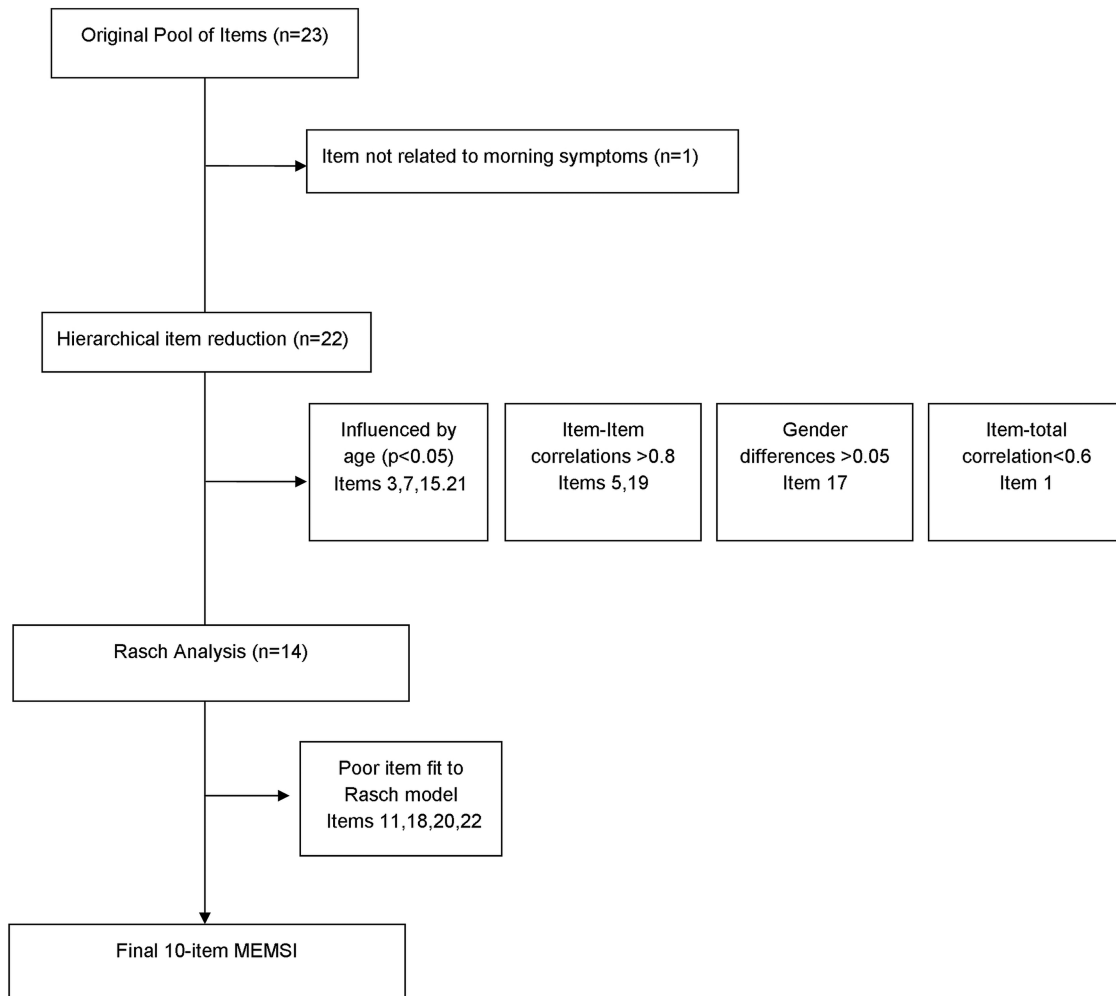 Original Pool of Items (n=23)
Item not related to morning symptoms (n=1)
Hierarchical item reduction (n=22)
Influenced by
age (p<0.05)
Items 3,7,15.21
Item-Item
correlations >0.8
Items 5,19
Gender
differences >0.05
Item 17
Item-total
correlation<0.6
Item 1
Rasch Analysis (n=14)
Poor item fit to
Rasch model
Items 11,18,20,22
Final 10-item MEMSI